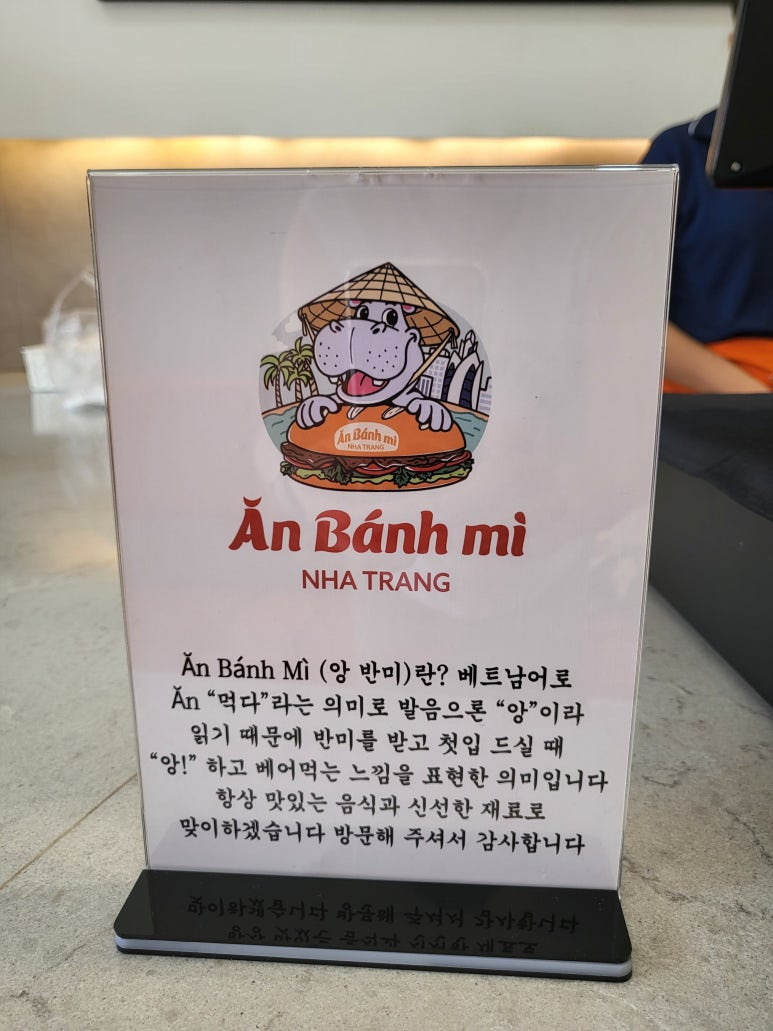 Ăn Bánh mì
NHA TRANG
Ăn Bánh mì
NHA TRANG
Ăn Bánh Mì (앙 반미)란? 베트남어로
Ăn “먹다”라는 의미로 발음으론 “앙”이라
읽기 때문에 반미를 받고 첫입 드실 때
“앙!” 하고 베어먹는 느낌을 표현한 의미입니다
항상 맛있는 음식과 신선한 재료로
맞이하겠습니다 방문해 주셔서 감사합니다